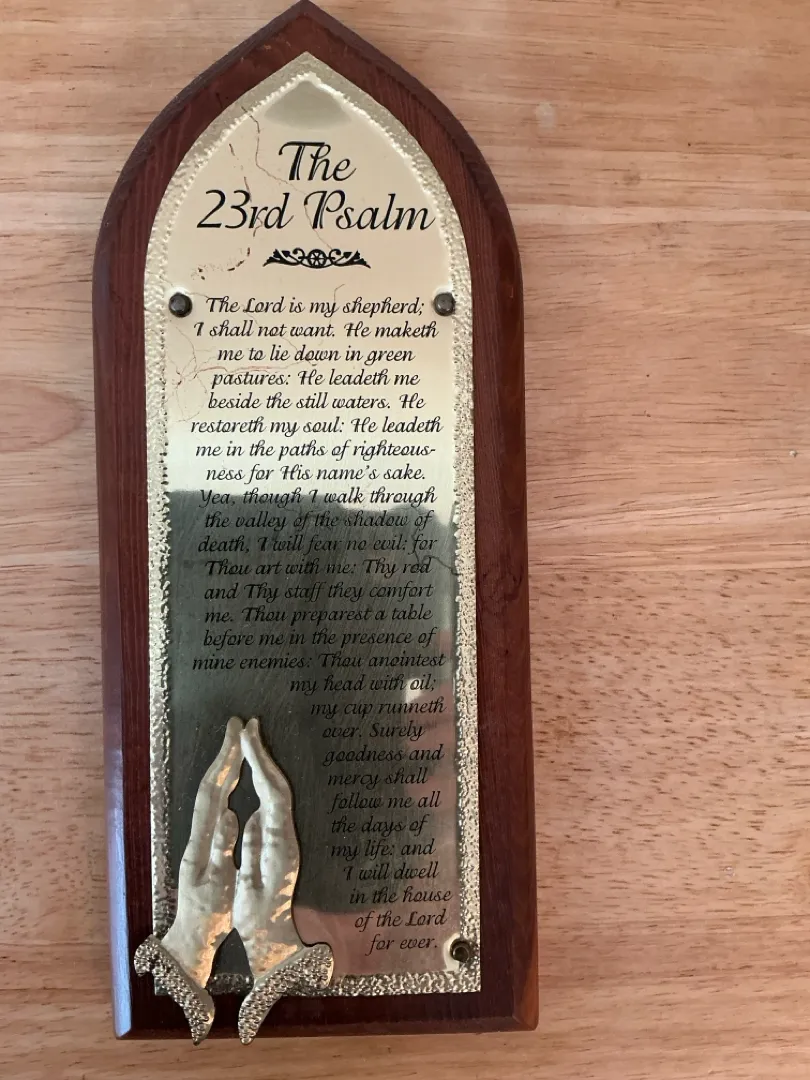 The
23rd Psalm
The Lord is my shepherd;
I shall not want. He maketh
me to lie down in green
pastures: He leadeth me
beside the still waters. He
restoreth my soul: He leadeth
me in the paths of righteous-
ness for His name's sake.
Yea, though I walk through
the valley of the shadow of
death, I will fear no evil: for
Thou art with me: Thy rod
and Thy staff they comfort
me. Thou preparest a table
before me in the presence of
mine enemies: Thou anointest
my head with oil;
my cup runneth
over. Surely
goodness and
mercy shall
follow me all
the days of
my life: and
I will dwell
in the house
of the Lord
for ever.